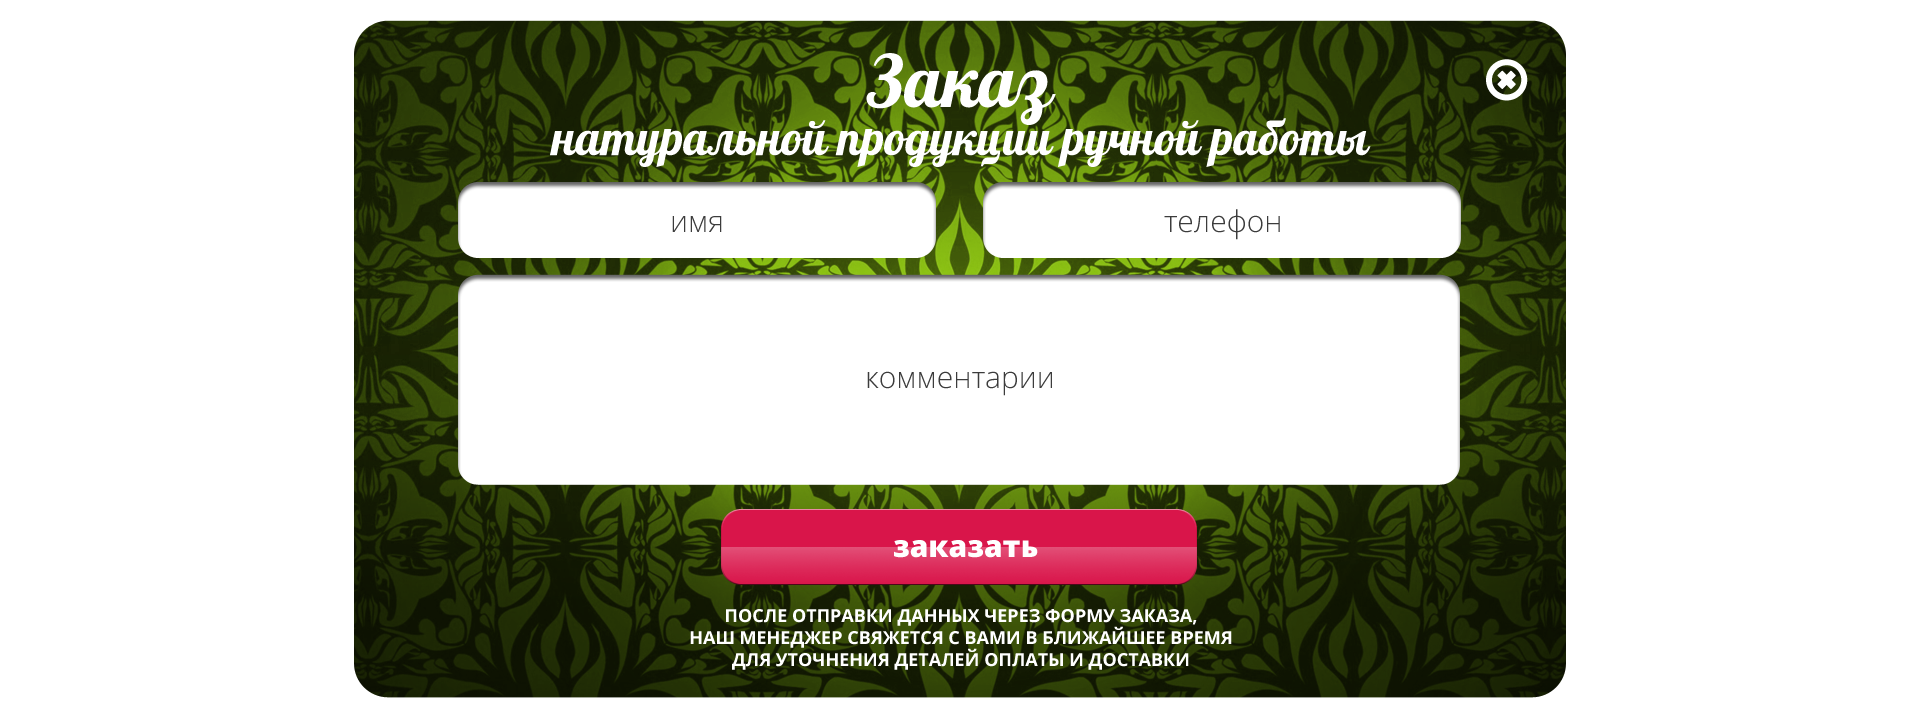 Заказ
натуральной продукции ручной работы
имя
телефон
комментарии
заказать
ПОСЛЕ ОТПРАВКИ ДАННЫХ ЧЕРЕЗ ФОРМУ ЗАКАЗА,
НАШ МЕНЕДЖЕР СВЯЖЕТСЯ С ВАМИ В БЛИЖАЙШЕЕ ВРЕМЯ
ДЛЯ УТОЧНЕНИЯ ДЕТАЛЕЙ ОПЛАТЫ И ДОСТАВКИ